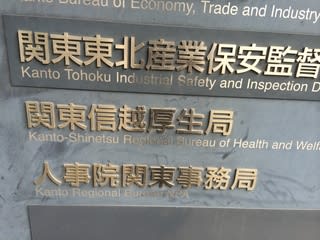 Bureau of Economy, Trade and Industry
関東東北産業保安監督
Kanto Tohoku Industrial Safety and Inspection D
関東信越厚生局
Kanto-Shinetsu Regional Bureau of Health and Welfa
人事院関東事務局
Kanto Regional Bureau